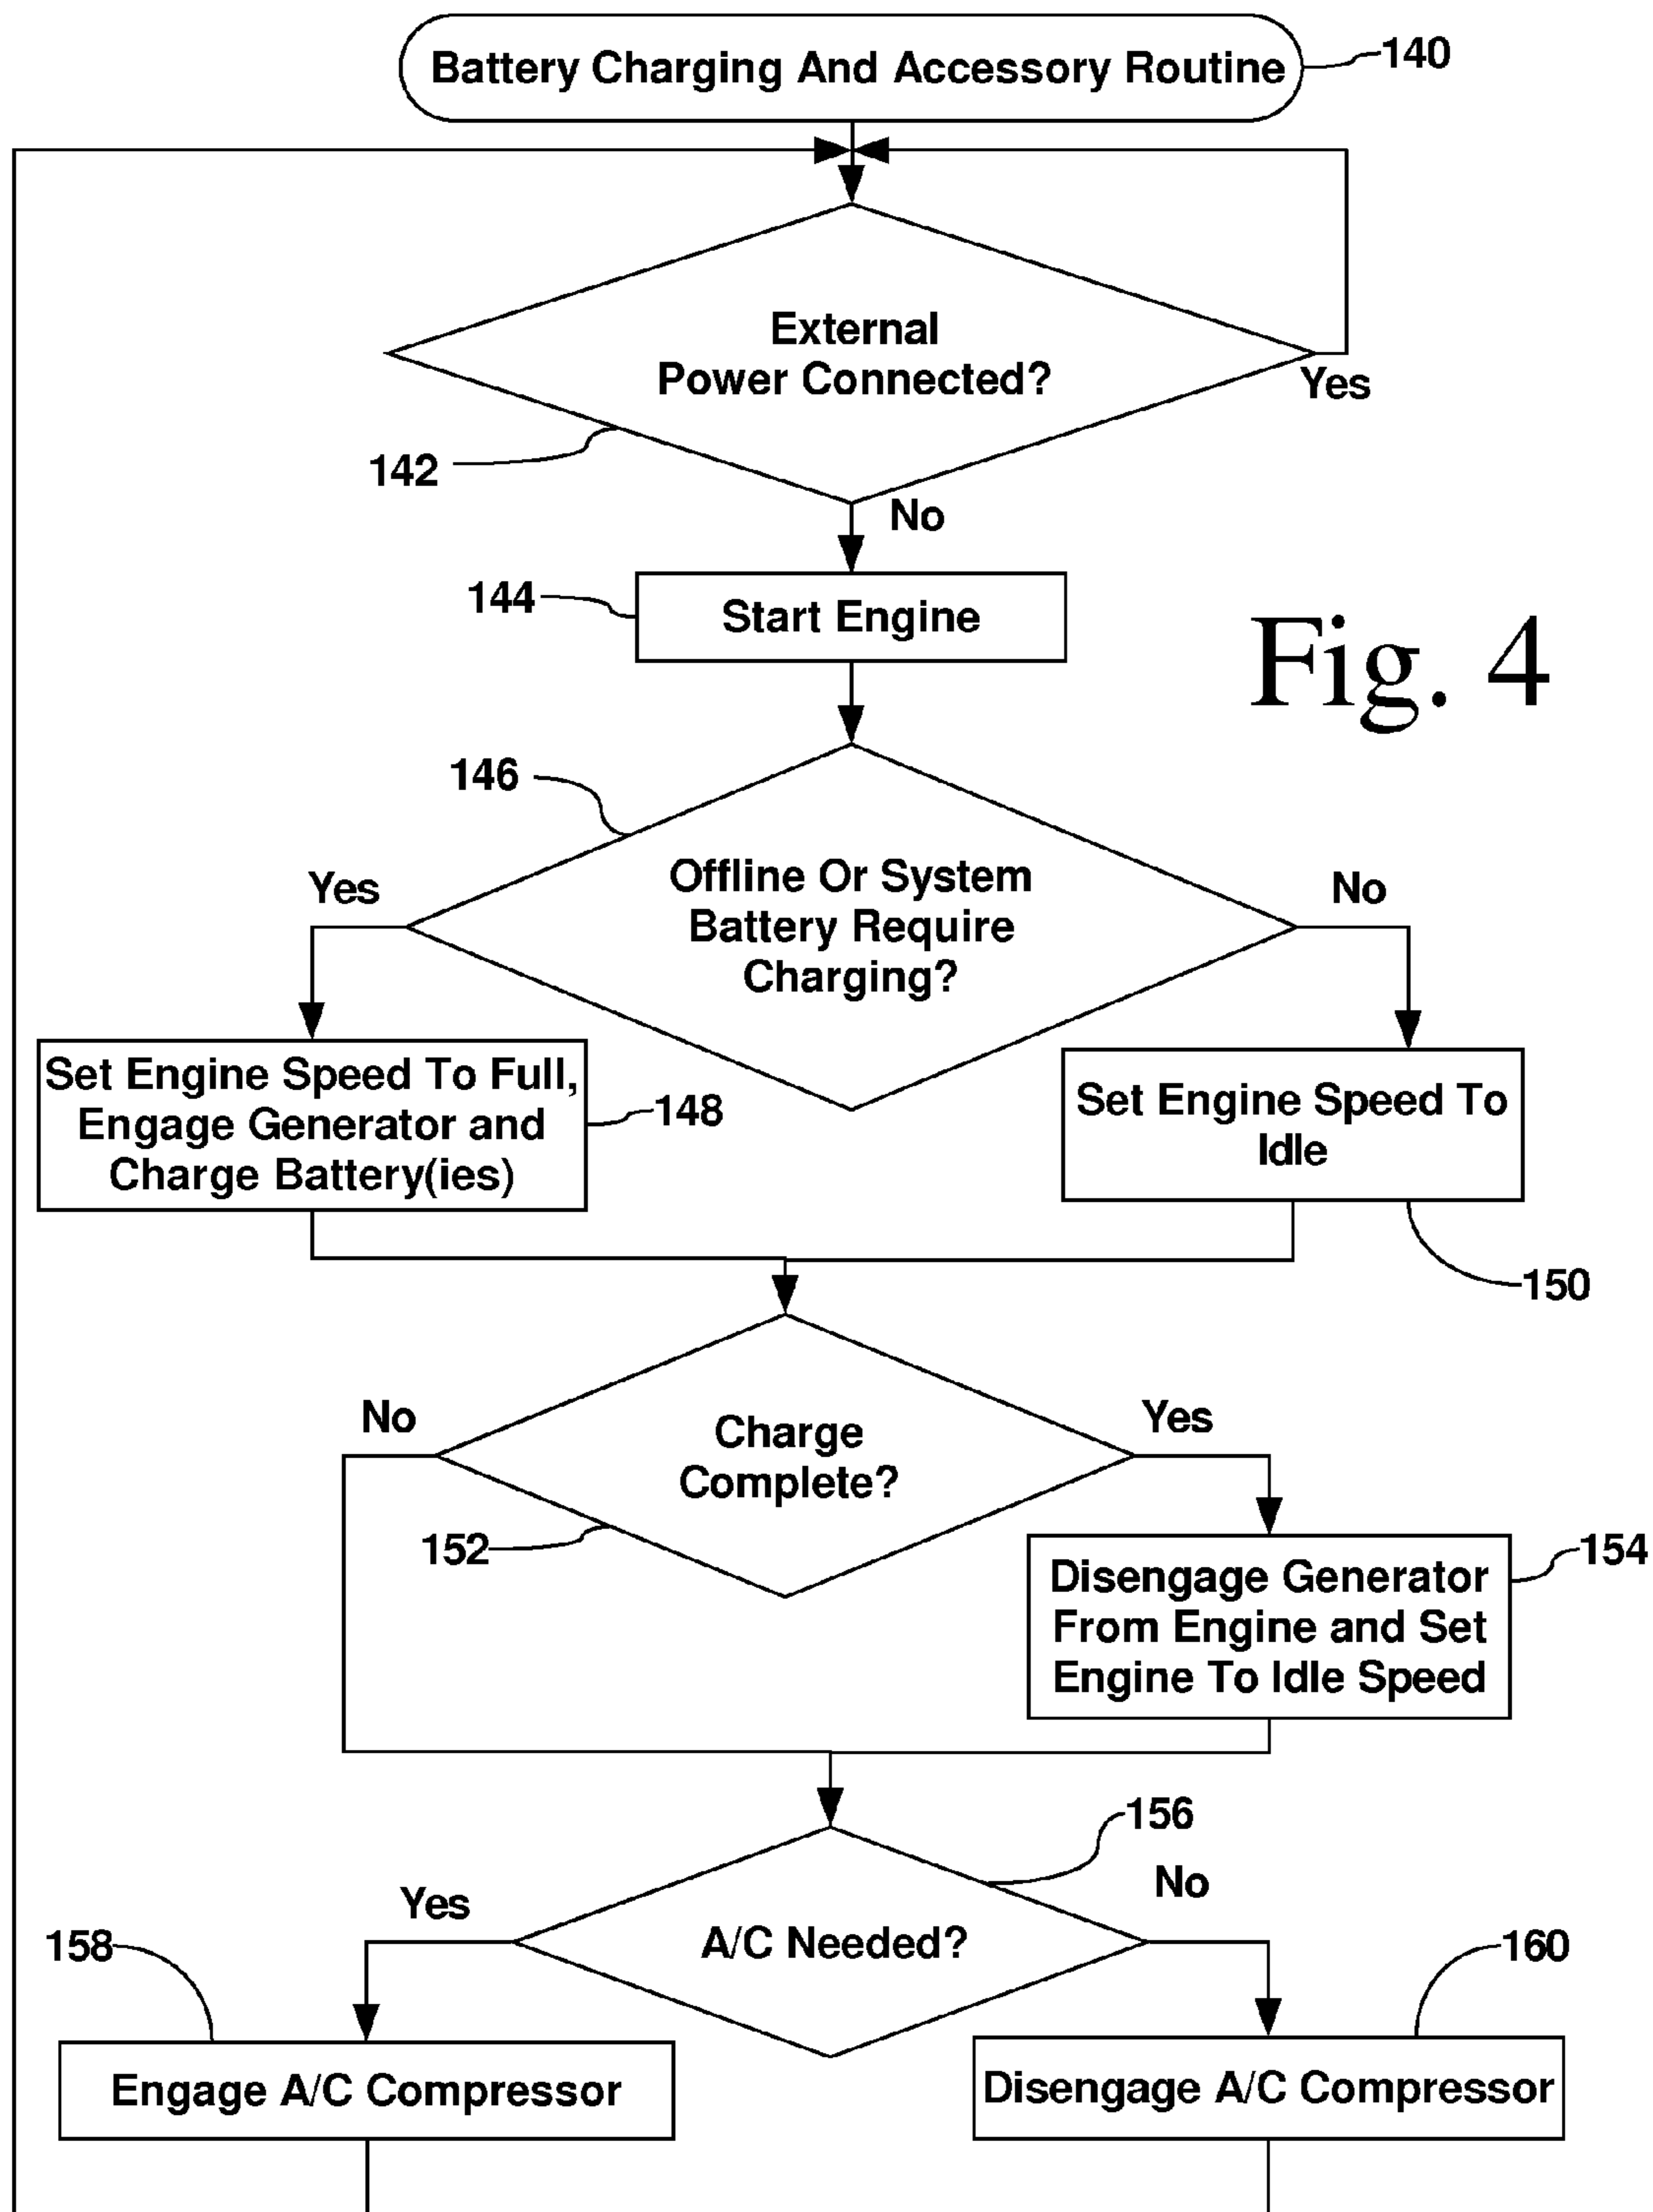 Battery Charging And Accessory Routine
140
External
Power Connected?
Yes
142
No
144
Start Engine
Fig. 4
146
Offline Or System
Battery Require
Charging?
Yes
No
Set Engine Speed To Full,
Engage Generator and
Charge Battery(ies)
148
Set Engine Speed To
Idle
150
No
Charge
Complete?
Yes
152
Disengage Generator
From Engine and Set
Engine To Idle Speed
154
156
Yes
A/C Needed?
No
158
160
Engage A/C Compressor
Disengage A/C Compressor